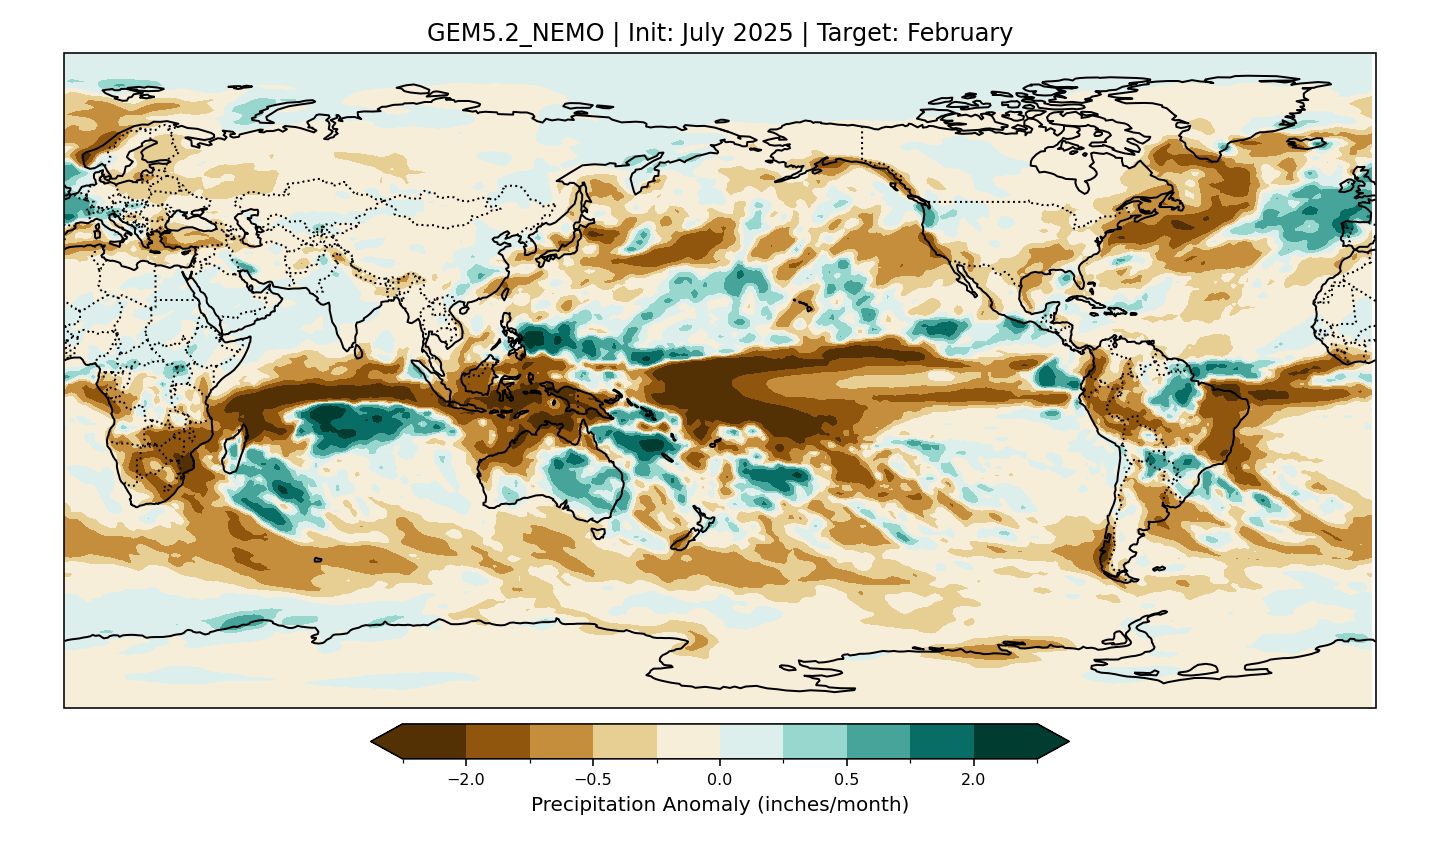 GEM5.2_NEMO | Init: July 2025 | Target: February
−2.0 −0.5 0.0 0.5 2.0
Precipitation Anomaly (inches/month)